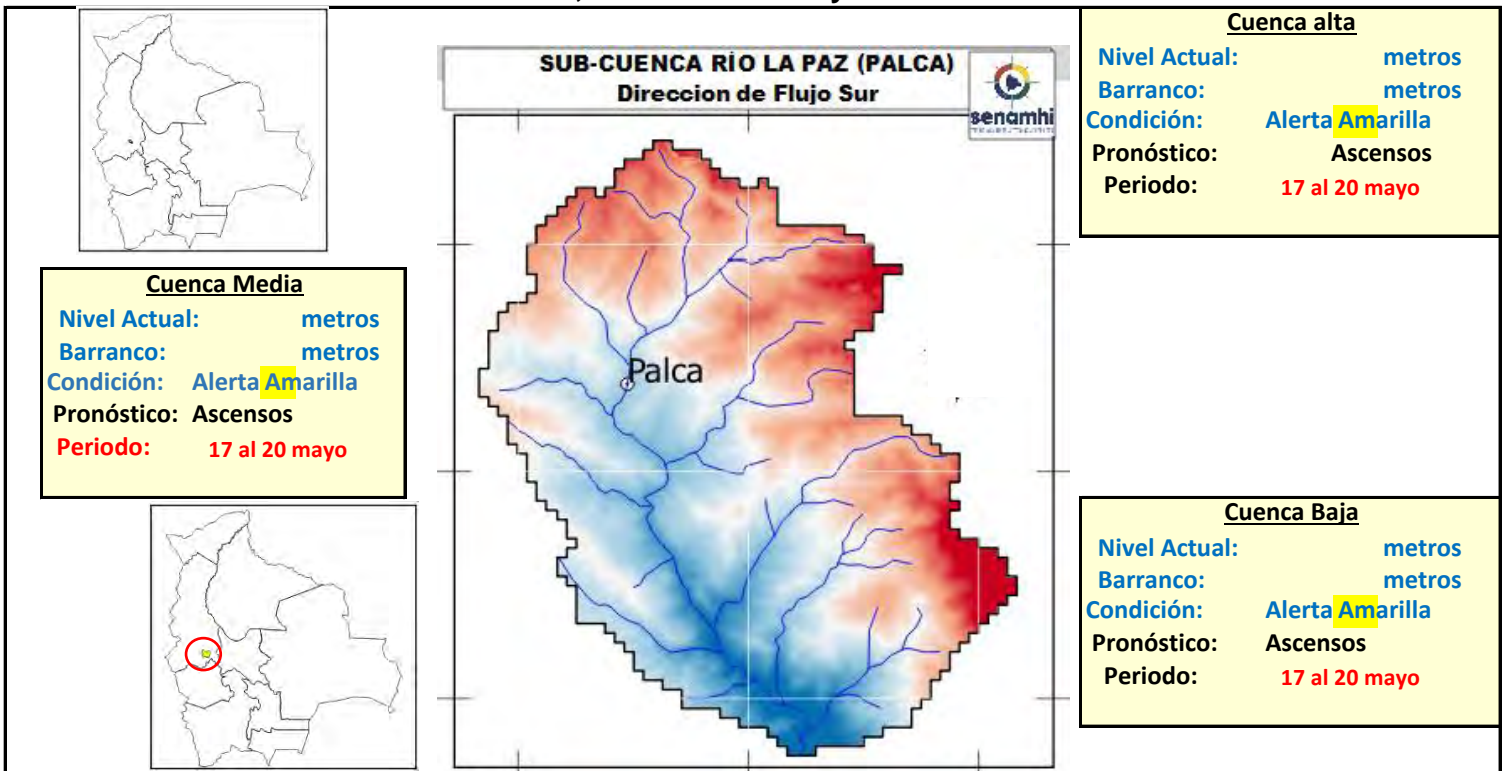 SUB-CUENCA RÍO LA PAZ (PALCA)
Direccion de Flujo Sur
senamhi
Cuenca alta
Nivel Actual: metros
Barranco: metros
Condición: Alerta Amarilla
Pronóstico: Ascensos
Periodo: 17 al 20 mayo
Cuenca Media
Nivel Actual: metros
Barranco: metros
Condición: Alerta Amarilla
Pronóstico: Ascensos
Periodo: 17 al 20 mayo
Palca
Cuenca Baja
Nivel Actual: metros
Barranco: metros
Condición: Alerta Amarilla
Pronóstico: Ascensos
Periodo: 17 al 20 mayo